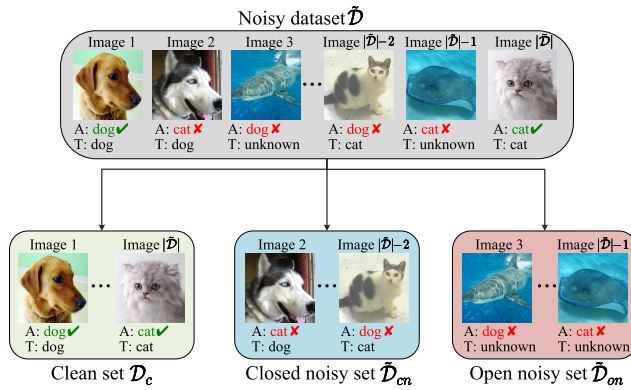 Noisy dataset 𝓓̃
Image 1 Image 2 Image 3 Image |𝓓̃|−2 Image |𝓓̃|−1 Image |𝓓̃|
...
A: dog✔ A: cat✘ A: dog✘ A: dog✘ A: cat✘ A: cat✔
T: dog T: dog T: unknown T: cat T: unknown T: cat
Image 1 Image |𝓓̃| Image 2 Image |𝓓̃|−2 Image 3 Image |𝓓̃|−1
... ... ...
A: dog✔ A: cat✔ A: cat✘ A: dog✘ A: dog✘ A: cat✘
T: dog T: cat T: dog T: cat T: unknown T: unknown
Clean set 𝓓c Closed noisy set 𝓓̃cn Open noisy set 𝓓̃on